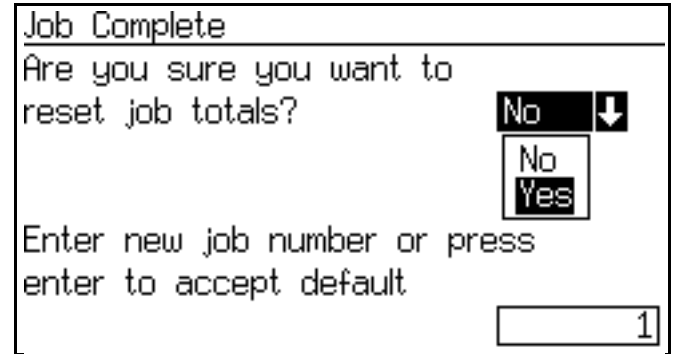 Job Complete
Are you sure you want to
reset job totals? No
No
Yes
Enter new job number or press
enter to accept default
1